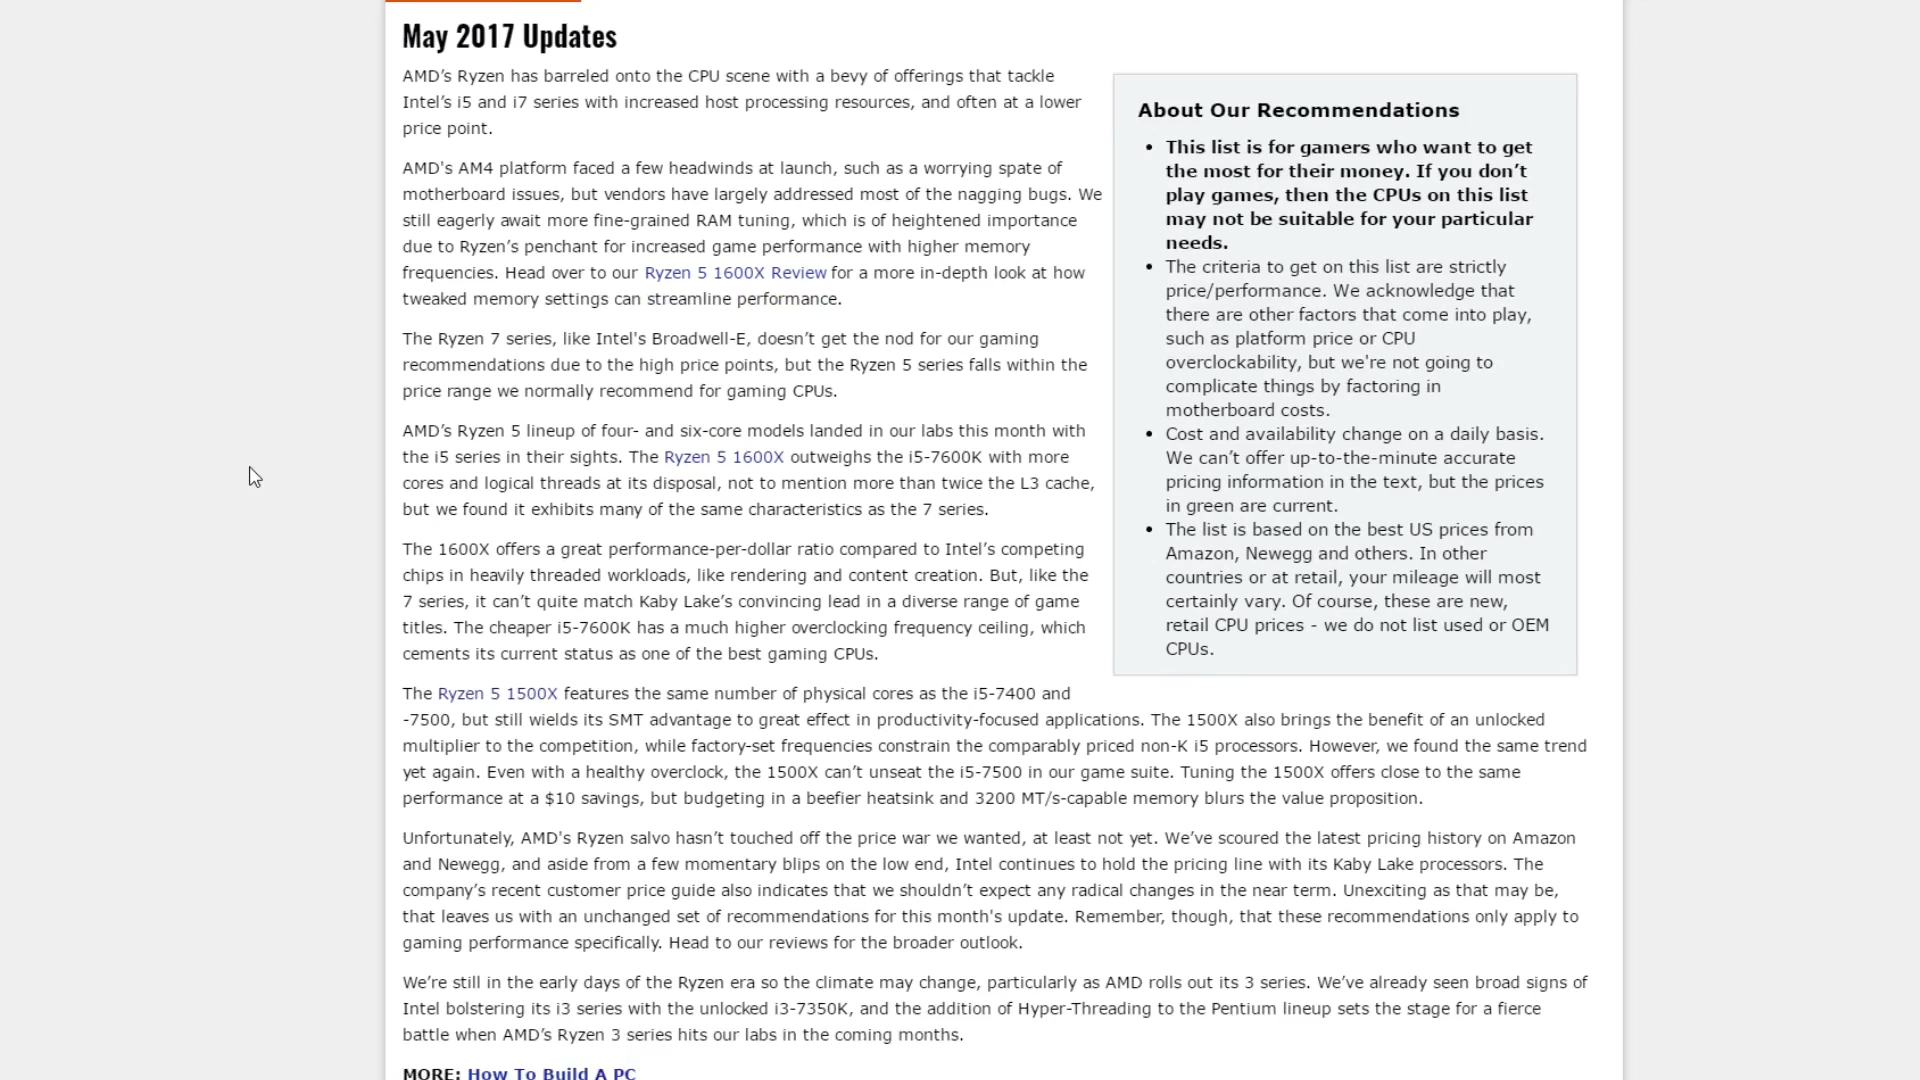 May 2017 Updates
AMD’s Ryzen has barreled onto the CPU scene with a bevy of offerings that tackle
Intel’s i5 and i7 series with increased host processing resources, and often at a lower
price point.
AMD's AM4 platform faced a few headwinds at launch, such as a worrying spate of
motherboard issues, but vendors have largely addressed most of the nagging bugs. We
still eagerly await more fine-grained RAM tuning, which is of heightened importance
due to Ryzen’s penchant for increased game performance with higher memory
frequencies. Head over to our Ryzen 5 1600X Review for a more in-depth look at how
tweaked memory settings can streamline performance.
The Ryzen 7 series, like Intel's Broadwell-E, doesn’t get the nod for our gaming
recommendations due to the high price points, but the Ryzen 5 series falls within the
price range we normally recommend for gaming CPUs.
AMD’s Ryzen 5 lineup of four- and six-core models landed in our labs this month with
the i5 series in their sights. The Ryzen 5 1600X outweighs the i5-7600K with more
cores and logical threads at its disposal, not to mention more than twice the L3 cache,
but we found it exhibits many of the same characteristics as the 7 series.
The 1600X offers a great performance-per-dollar ratio compared to Intel’s competing
chips in heavily threaded workloads, like rendering and content creation. But, like the
7 series, it can’t quite match Kaby Lake’s convincing lead in a diverse range of game
titles. The cheaper i5-7600K has a much higher overclocking frequency ceiling, which
cements its current status as one of the best gaming CPUs.
The Ryzen 5 1500X features the same number of physical cores as the i5-7400 and
-7500, but still wields its SMT advantage to great effect in productivity-focused applications. The 1500X also brings the benefit of an unlocked
multiplier to the competition, while factory-set frequencies constrain the comparably priced non-K i5 processors. However, we found the same trend
yet again. Even with a healthy overclock, the 1500X can’t unseat the i5-7500 in our game suite. Tuning the 1500X offers close to the same
performance at a $10 savings, but budgeting in a beefier heatsink and 3200 MT/s-capable memory blurs the value proposition.
Unfortunately, AMD's Ryzen salvo hasn’t touched off the price war we wanted, at least not yet. We’ve scoured the latest pricing history on Amazon
and Newegg, and aside from a few momentary blips on the low end, Intel continues to hold the pricing line with its Kaby Lake processors. The
company’s recent customer price guide also indicates that we shouldn’t expect any radical changes in the near term. Unexciting as that may be,
that leaves us with an unchanged set of recommendations for this month's update. Remember, though, that these recommendations only apply to
gaming performance specifically. Head to our reviews for the broader outlook.
We’re still in the early days of the Ryzen era so the climate may change, particularly as AMD rolls out its 3 series. We’ve already seen broad signs of
Intel bolstering its i3 series with the unlocked i3-7350K, and the addition of Hyper-Threading to the Pentium lineup sets the stage for a fierce
battle when AMD’s Ryzen 3 series hits our labs in the coming months.
MORE: How To Build A PC
About Our Recommendations
• This list is for gamers who want to get
the most for their money. If you don’t
play games, then the CPUs on this list
may not be suitable for your particular
needs.
• The criteria to get on this list are strictly
price/performance. We acknowledge that
there are other factors that come into play,
such as platform price or CPU
overclockability, but we're not going to
complicate things by factoring in
motherboard costs.
• Cost and availability change on a daily basis.
We can’t offer up-to-the-minute accurate
pricing information in the text, but the prices
in green are current.
• The list is based on the best US prices from
Amazon, Newegg and others. In other
countries or at retail, your mileage will most
certainly vary. Of course, these are new,
retail CPU prices - we do not list used or OEM
CPUs.